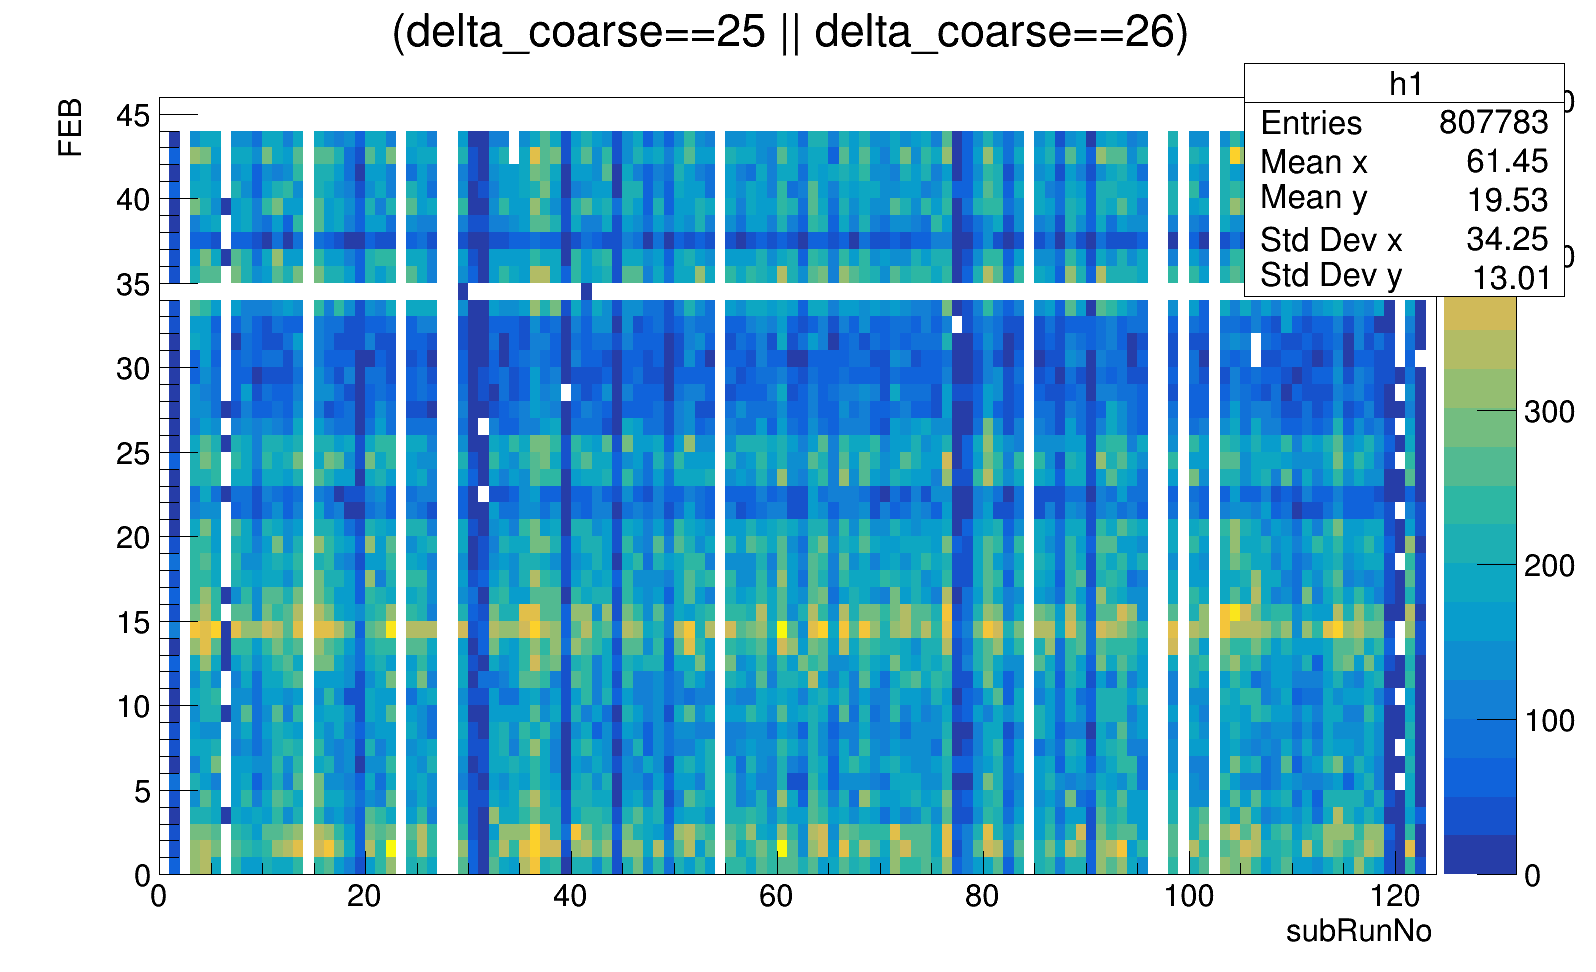 (delta_coarse==25 || delta_coarse==26)
h1
Entries 807783
Mean x 61.45
Mean y 19.53
Std Dev x 34.25
Std Dev y 13.01
FEB
45
40
35
30
25
20
15
10
5
0
300
200
100
0
0 20 40 60 80 100 120
subRunNo